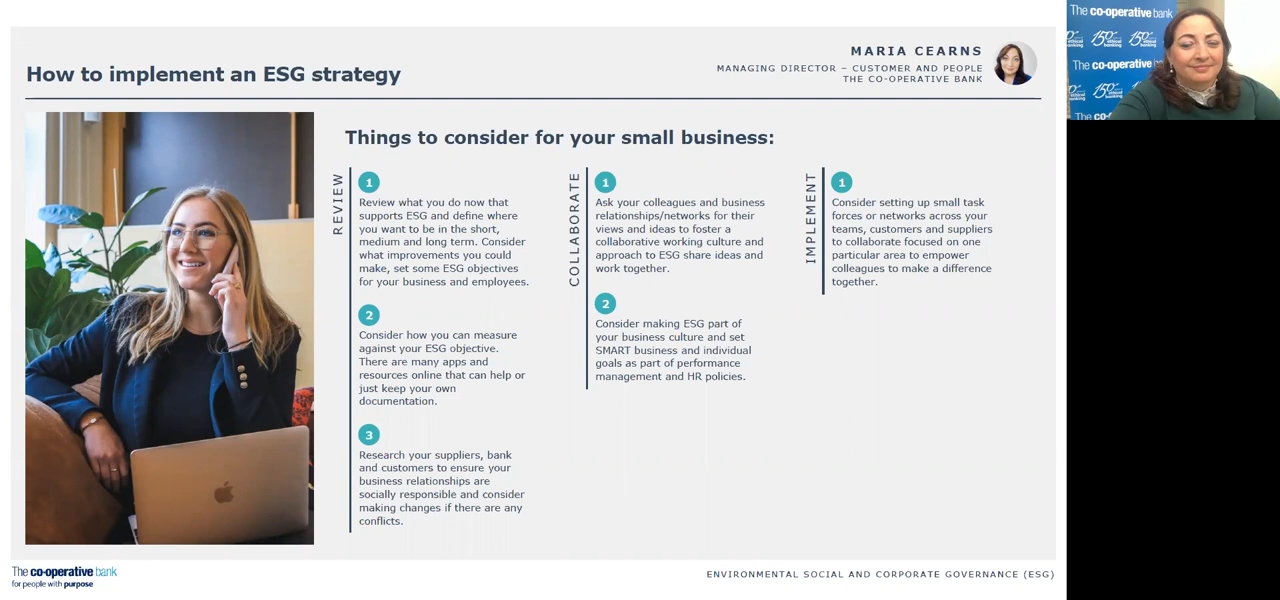 How to implement an ESG strategy
MARIA CEARNS
MANAGING DIRECTOR – CUSTOMER AND PEOPLE
THE CO-OPERATIVE BANK
Things to consider for your small business:
REVIEW
1
Review what you do now that
supports ESG and define where
you want to be in the short,
medium and long term. Consider
what improvements you could
make, set some ESG objectives
for your business and employees.
2
Consider how you can measure
against your ESG objective.
There are many apps and
resources online that can help or
just keep your own
documentation.
3
Research your suppliers, bank
and customers to ensure your
business relationships are
socially responsible and consider
making changes if there are any
conflicts.
COLLABORATE
1
Ask your colleagues and business
relationships/networks for their
views and ideas to foster a
collaborative working culture and
approach to ESG share ideas and
work together.
2
Consider making ESG part of
your business culture and set
SMART business and individual
goals as part of performance
management and HR policies.
IMPLEMENT
1
Consider setting up small task
forces or networks across your
teams, customers and suppliers
to collaborate focused on one
particular area to empower
colleagues to make a difference
together.
The co-operative bank
for people with purpose
ENVIRONMENTAL SOCIAL AND CORPORATE GOVERNANCE (ESG)
The co-operative bank
150
150
ethical
banking
The co-operative
150
150
ethical
banking
The co-